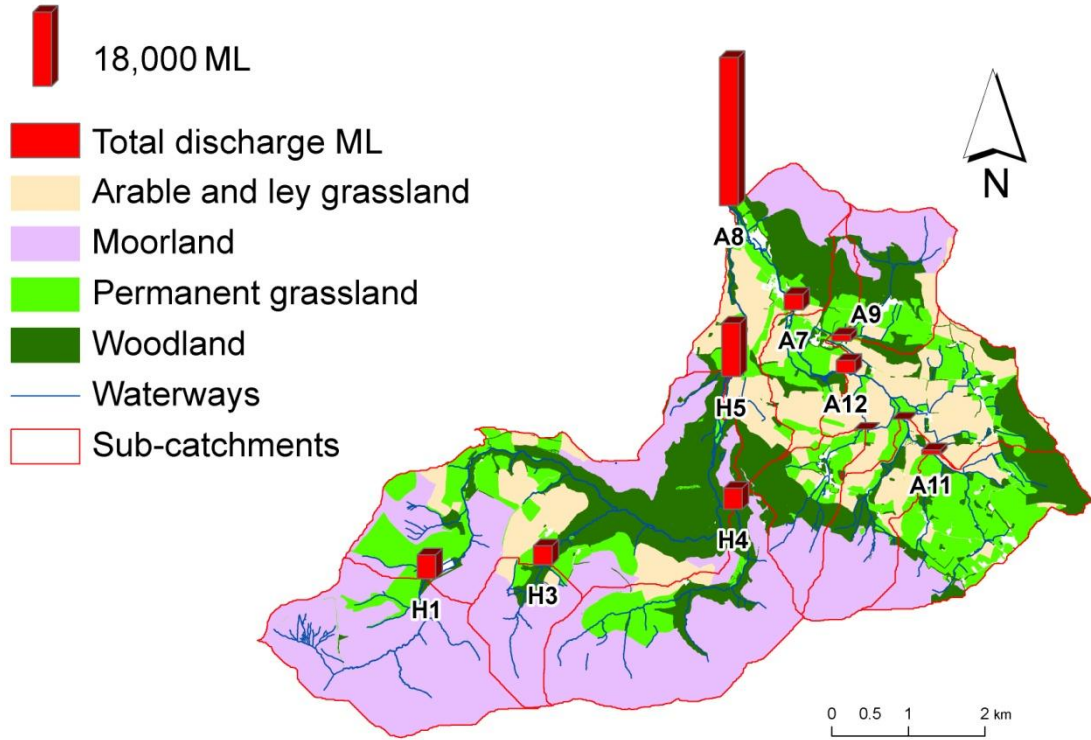 18,000 ML
Total discharge ML
Arable and ley grassland
Moorland
Permanent grassland
Woodland
Waterways
Sub-catchments
N
A8
A9
A7
A12
H5
A11
H4
H3
H1
0 0.5 1 2 km